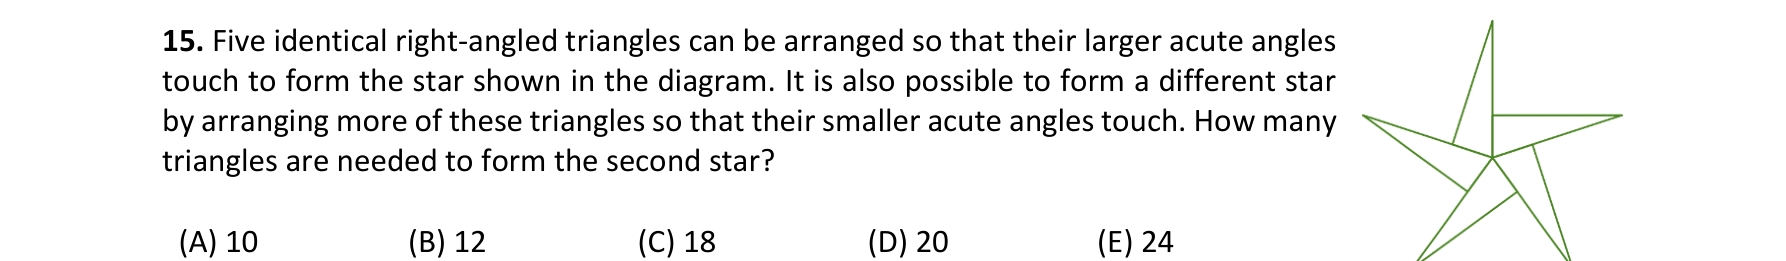 15. Five identical right-angled triangles can be arranged so that their larger acute angles
touch to form the star shown in the diagram. It is also possible to form a different star
by arranging more of these triangles so that their smaller acute angles touch. How many
triangles are needed to form the second star?
(A) 10 (B) 12 (C) 18 (D) 20 (E) 24